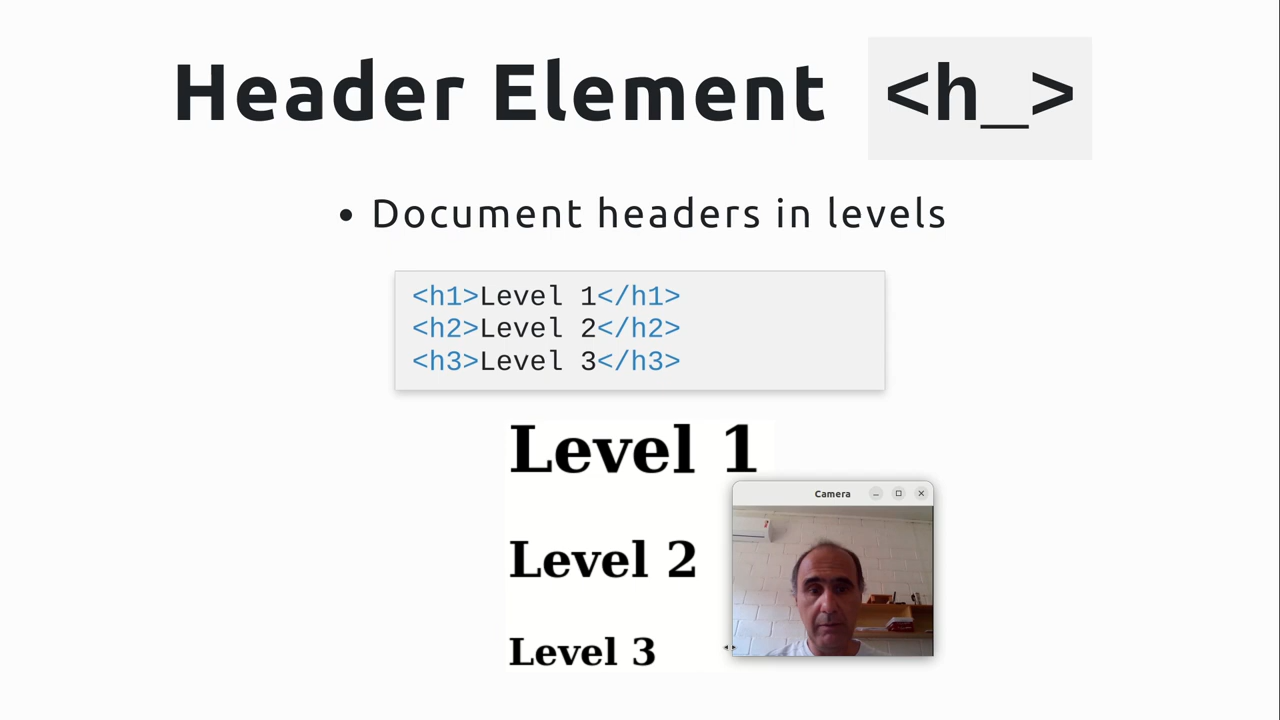 Header Element <h_>
• Document headers in levels
<h1>Level 1</h1>
<h2>Level 2</h2>
<h3>Level 3</h3>
Level 1
Level 2
Level 3
Camera